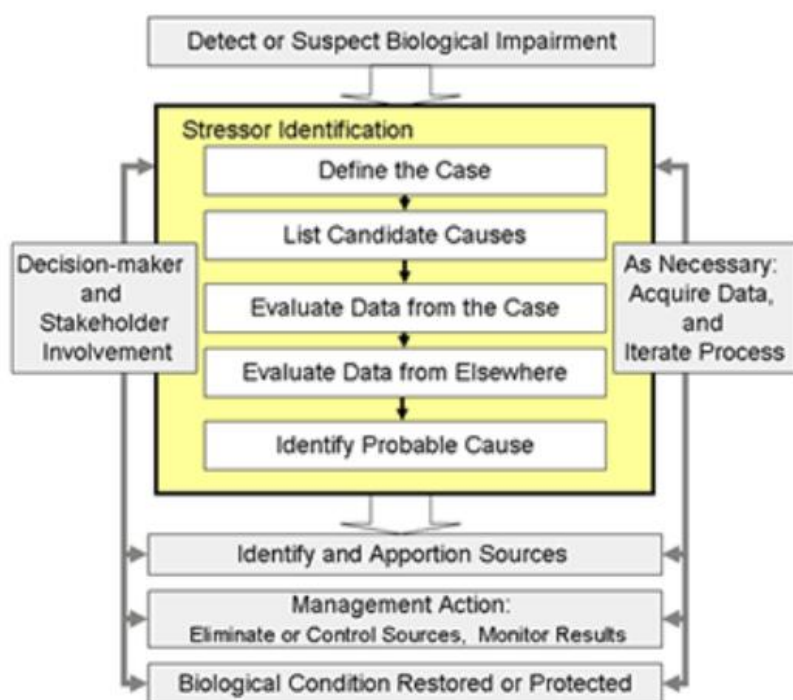 Detect or Suspect Biological Impairment
Stressor Identification
Define the Case
List Candidate Causes
Evaluate Data from the Case
Evaluate Data from Elsewhere
Identify Probable Cause
Decision-maker
and
Stakeholder
Involvement
As Necessary:
Acquire Data,
and
Iterate Process
Identify and Apportion Sources
Management Action:
Eliminate or Control Sources, Monitor Results
Biological Condition Restored or Protected